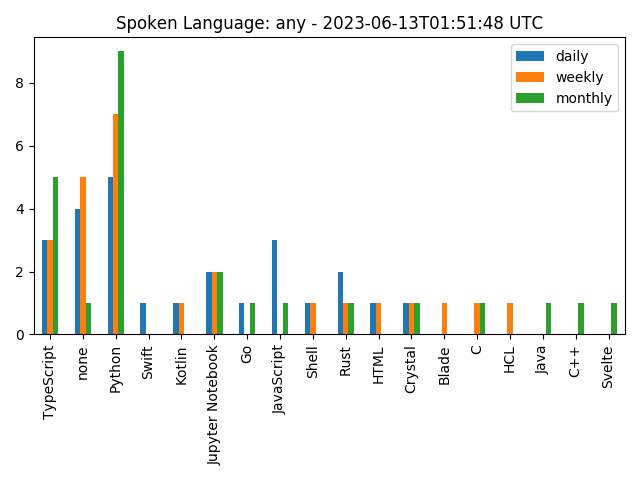 Spoken Language: any - 2023-06-13T01:51:48 UTC
daily
weekly
monthly
8
6
4
2
0
TypeScript
none
Python
Swift
Kotlin
Jupyter Notebook
Go
JavaScript
Shell
Rust
HTML
Crystal
Blade
C
HCL
Java
C++
Svelte